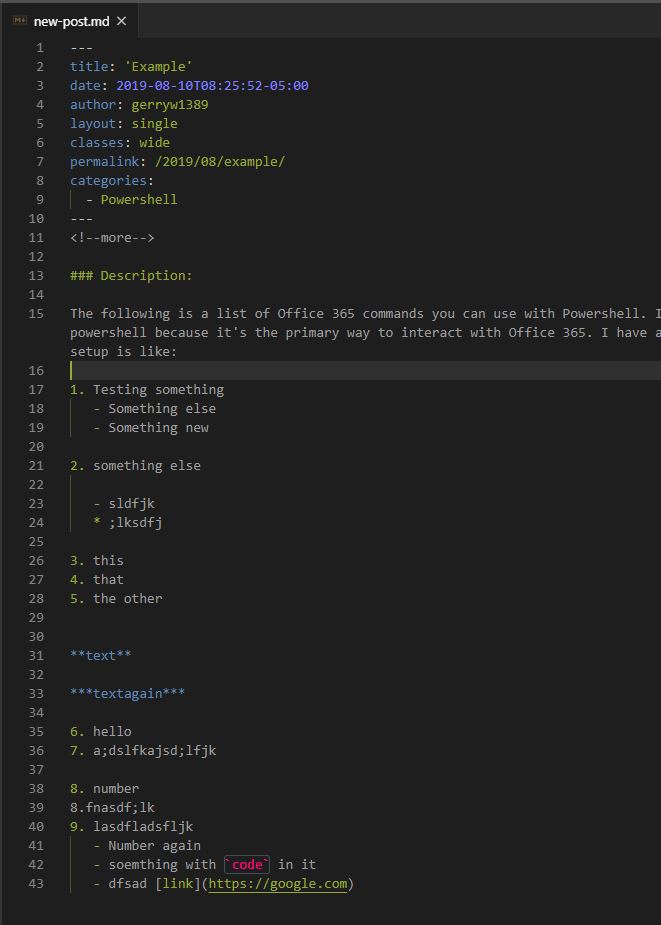 M↓ new-post.md ×
1 ---
2 title: 'Example'
3 date: 2019-08-10T08:25:52-05:00
4 author: gerryw1389
5 layout: single
6 classes: wide
7 permalink: /2019/08/example/
8 categories:
9   - Powershell
10 ---
11 <!--more-->
12
13 ### Description:
14
15 The following is a list of Office 365 commands you can use with Powershell. I
powershell because it's the primary way to interact with Office 365. I have a
setup is like:
16
17 1. Testing something
18    - Something else
19    - Something new
20
21 2. something else
22
23    - sldfjk
24    * ;lksdfj
25
26 3. this
27 4. that
28 5. the other
29
30
31 **text**
32
33 ***textagain***
34
35 6. hello
36 7. a;dslfkajsd;lfjk
37
38 8. number
39 8.fnasdf;lk
40 9. lasdfladsfljk
41    - Number again
42    - soemthing with `code` in it
43    - dfsad [link](https://google.com)